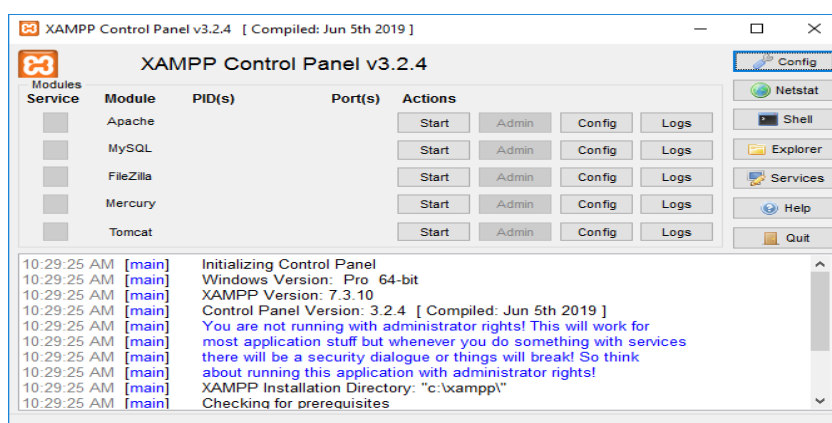 XAMPP Control Panel v3.2.4 [ Compiled: Jun 5th 2019 ]
XAMPP Control Panel v3.2.4
Config
Modules
Service Module PID(s) Port(s) Actions
Netstat
Apache Start Admin Config Logs
Shell
MySQL Start Admin Config Logs
Explorer
FileZilla Start Admin Config Logs
Services
Mercury Start Admin Config Logs
Help
Tomcat Start Admin Config Logs
Quit
10:29:25 AM [main] Initializing Control Panel
10:29:25 AM [main] Windows Version: Pro 64-bit
10:29:25 AM [main] XAMPP Version: 7.3.10
10:29:25 AM [main] Control Panel Version: 3.2.4 [ Compiled: Jun 5th 2019 ]
10:29:25 AM [main] You are not running with administrator rights! This will work for
10:29:25 AM [main] most application stuff but whenever you do something with services
10:29:25 AM [main] there will be a security dialogue or things will break! So think
10:29:25 AM [main] about running this application with administrator rights!
10:29:25 AM [main] XAMPP Installation Directory: "c:\xampp\"
10:29:25 AM [main] Checking for prerequisites